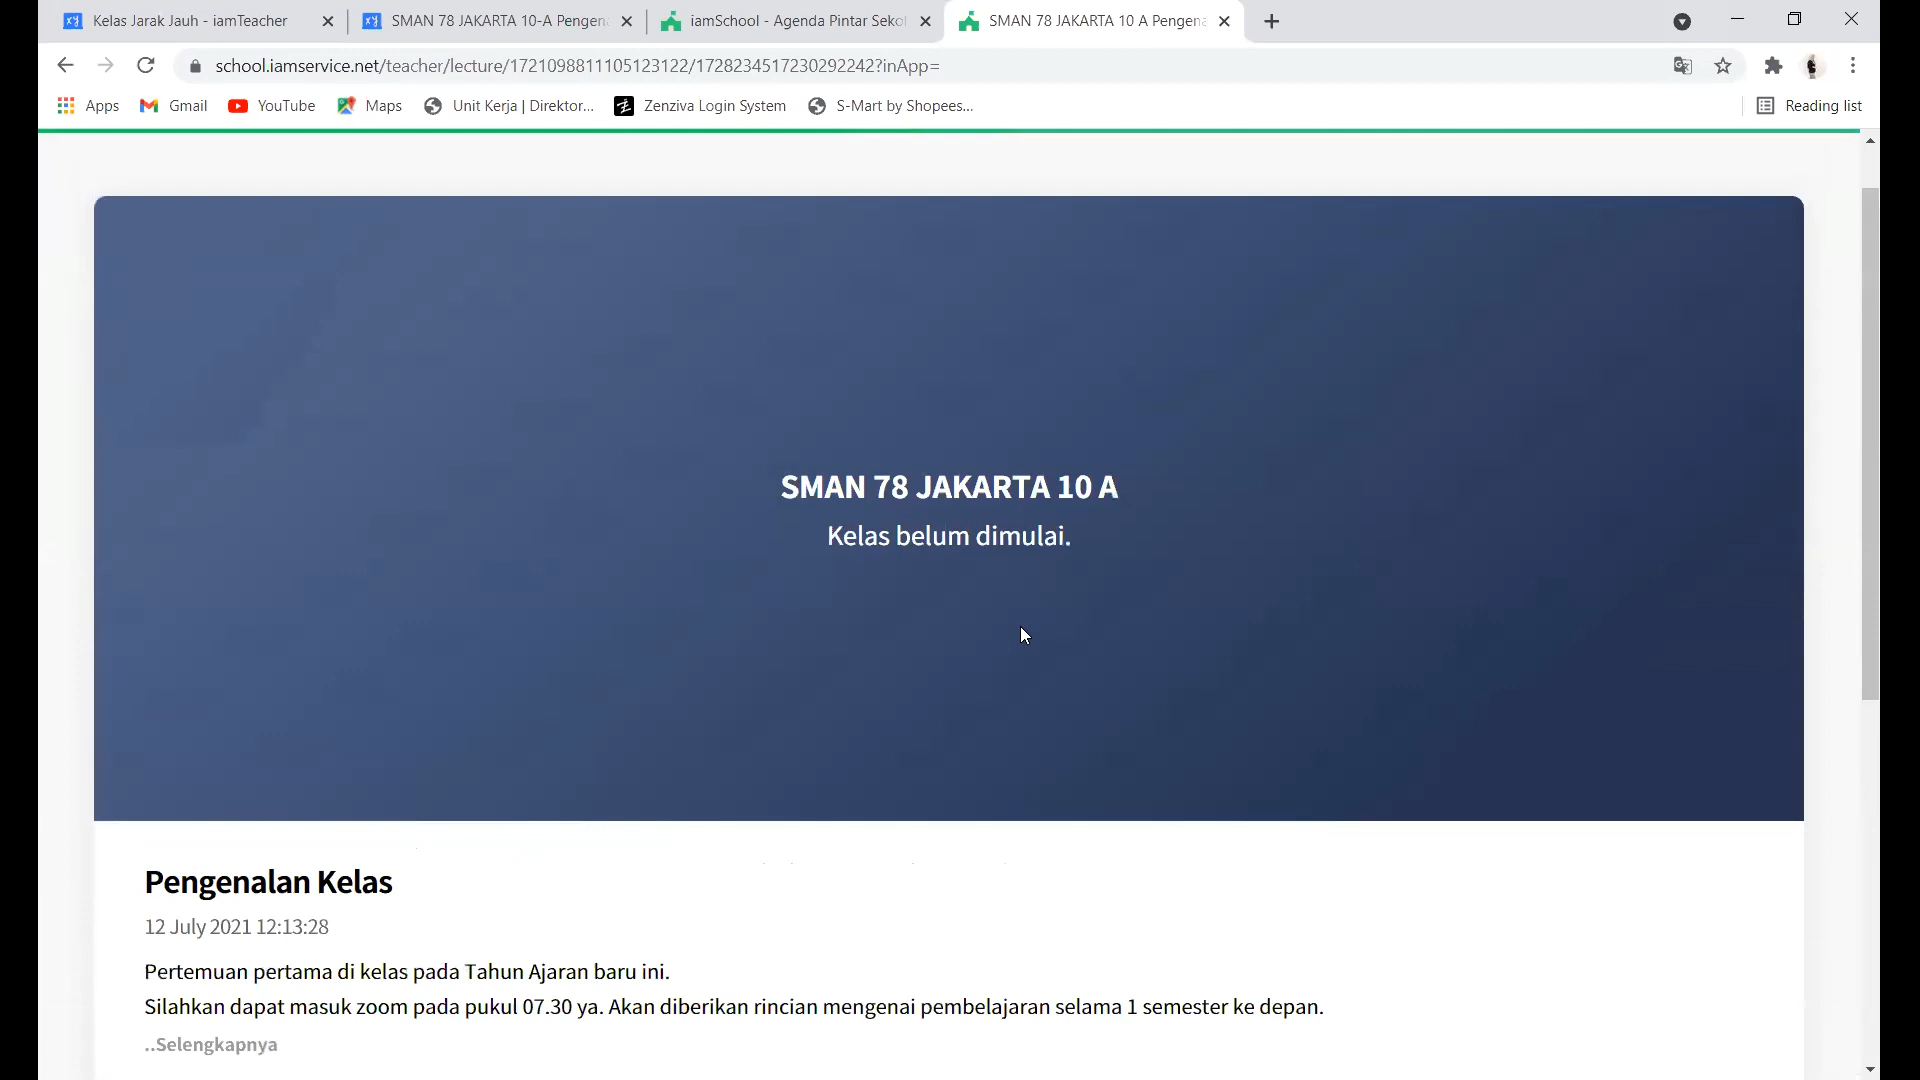 Kelas Jarak Jauh - iamTeacher
SMAN 78 JAKARTA 10-A Pengen
iamSchool - Agenda Pintar Sekol
SMAN 78 JAKARTA 10 A Pengena
school.iamservice.net/teacher/lecture/1721098811105123122/1728234517230292242?inApp=
Apps
Gmail
YouTube
Maps
Unit Kerja | Direktor...
Zenziva Login System
S-Mart by Shopees...
Reading list
SMAN 78 JAKARTA 10 A
Kelas belum dimulai.
Pengenalan Kelas
12 July 2021 12:13:28
Pertemuan pertama di kelas pada Tahun Ajaran baru ini.
Silahkan dapat masuk zoom pada pukul 07.30 ya. Akan diberikan rincian mengenai pembelajaran selama 1 semester ke depan.
..Selengkapnya